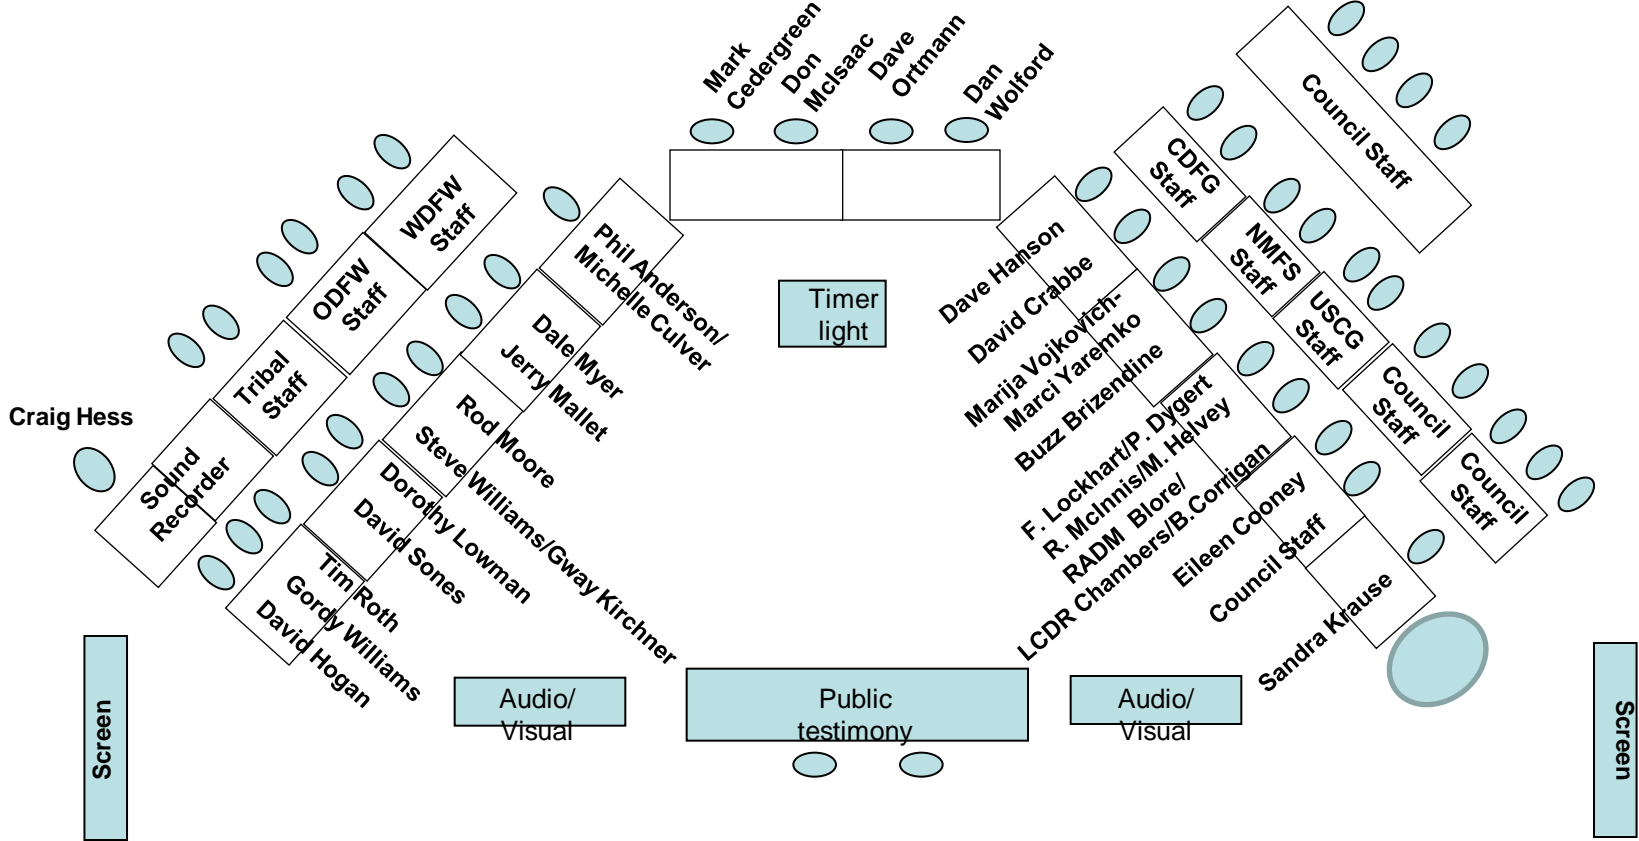 Mark
Cedergreen
Don
McIsaac
Dave
Ortmann
Dan
Wolford
Council Staff
CDFG
Staff
NMFS
Staff
USCG
Staff
Council
Staff
Council
Staff
WDFW
Staff
ODFW
Staff
Tribal
Staff
Sound
Recorder
Craig Hess
Phil Anderson/
Michelle Culver
Dale Myer
Jerry Mallet
Rod Moore
Steve Williams/Gway Kirchner
Dorothy Lowman
David Sones
Tim Roth
Gordy Williams
David Hogan
Timer
light
Dave Hanson
David Crabbe
Marija Vojkovich-
Marci Yaremko
Buzz Brizendine
F. Lockhart/P. Dygert
R. McInnis/M. Helvey
RADM Blore/
LCDR Chambers/B.Corrigan
Eileen Cooney
Council Staff
Sandra Krause
Screen
Audio/
Visual
Public
testimony
Audio/
Visual
Screen